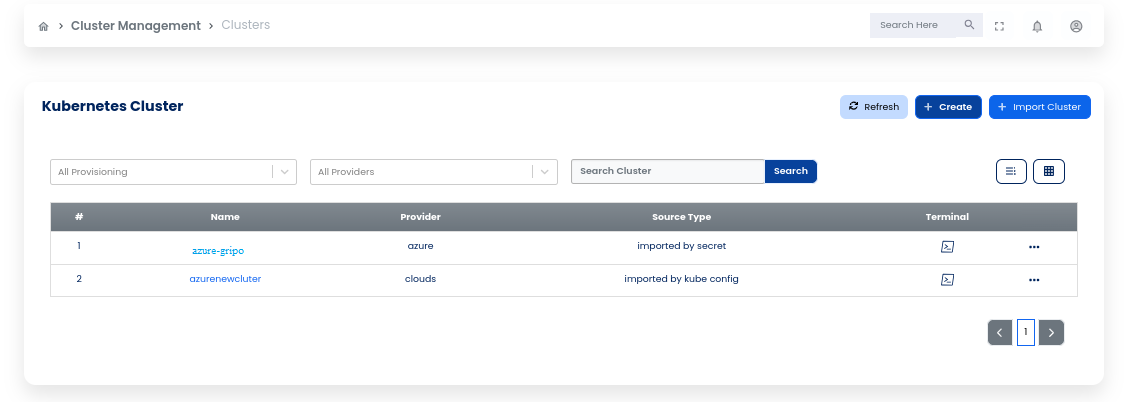 Cluster Management > Clusters
Search Here
Kubernetes Cluster
Refresh
+ Create
+ Import Cluster
All Provisioning
All Providers
Search Cluster
Search
# Name Provider Source Type Terminal
1 azure-gripo azure imported by secret
2 azurenewcluter clouds imported by kube config
1